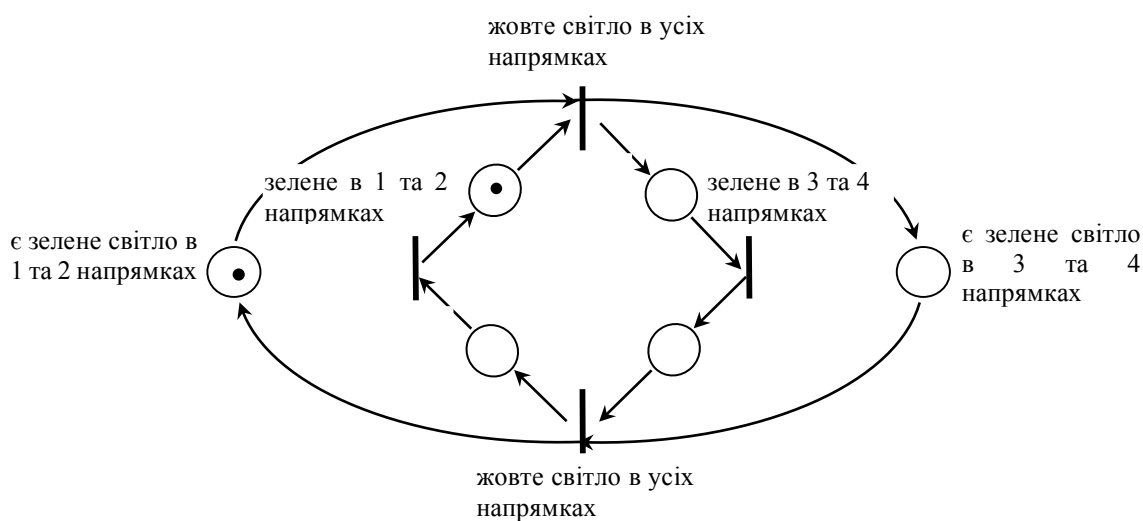 жовте світло в усіх
напрямках
зелене в 1 та 2
напрямках
зелене в 3 та 4
напрямках
є зелене світло в
1 та 2 напрямках
є зелене світло
в 3 та 4
напрямках
жовте світло в усіх
напрямках